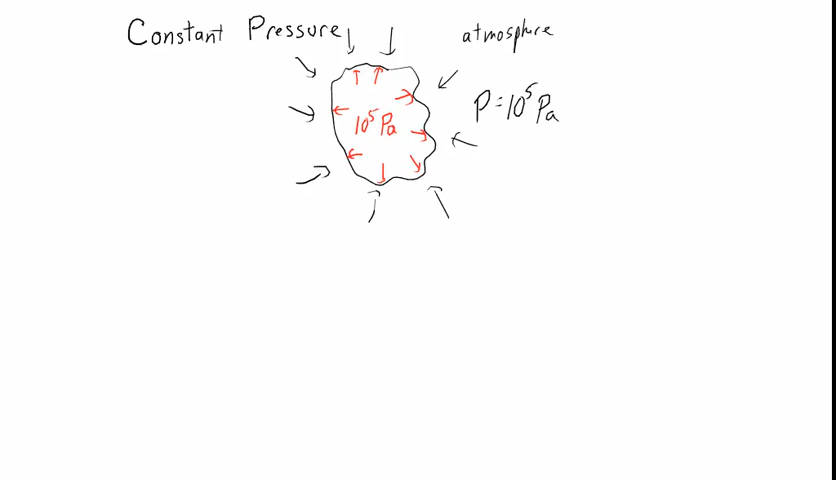 Constant Pressure
atmosphere
10⁵ Pa
P = 10⁵ Pa